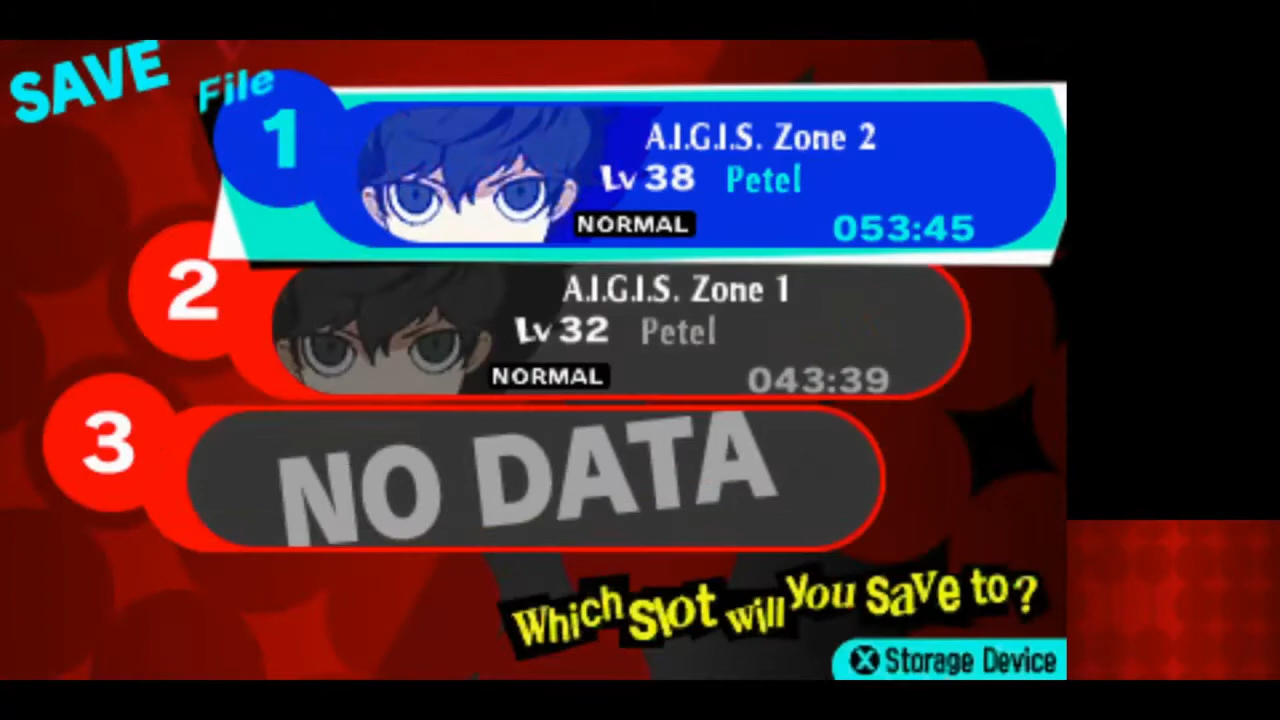 SAVE
File
1
A.I.G.I.S. Zone 2
Lv 38 Petel
NORMAL
053:45
2
A.I.G.I.S. Zone 1
Lv 32 Petel
NORMAL
043:39
3
NO DATA
Which slot will you save to?
X Storage Device